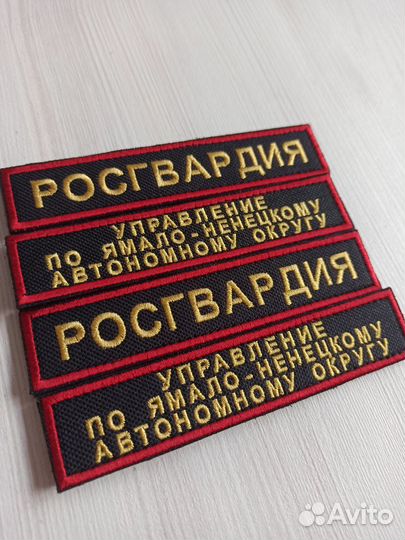 РОСГВАРДИЯ
УПРАВЛЕНИЕ
ПО ЯМАЛО-НЕНЕЦКОМУ
АВТОНОМНОМУ ОКРУГУ
РОСГВАРДИЯ
УПРАВЛЕНИЕ
ПО ЯМАЛО-НЕНЕЦКОМУ
АВТОНОМНОМУ ОКРУГУ
Avito